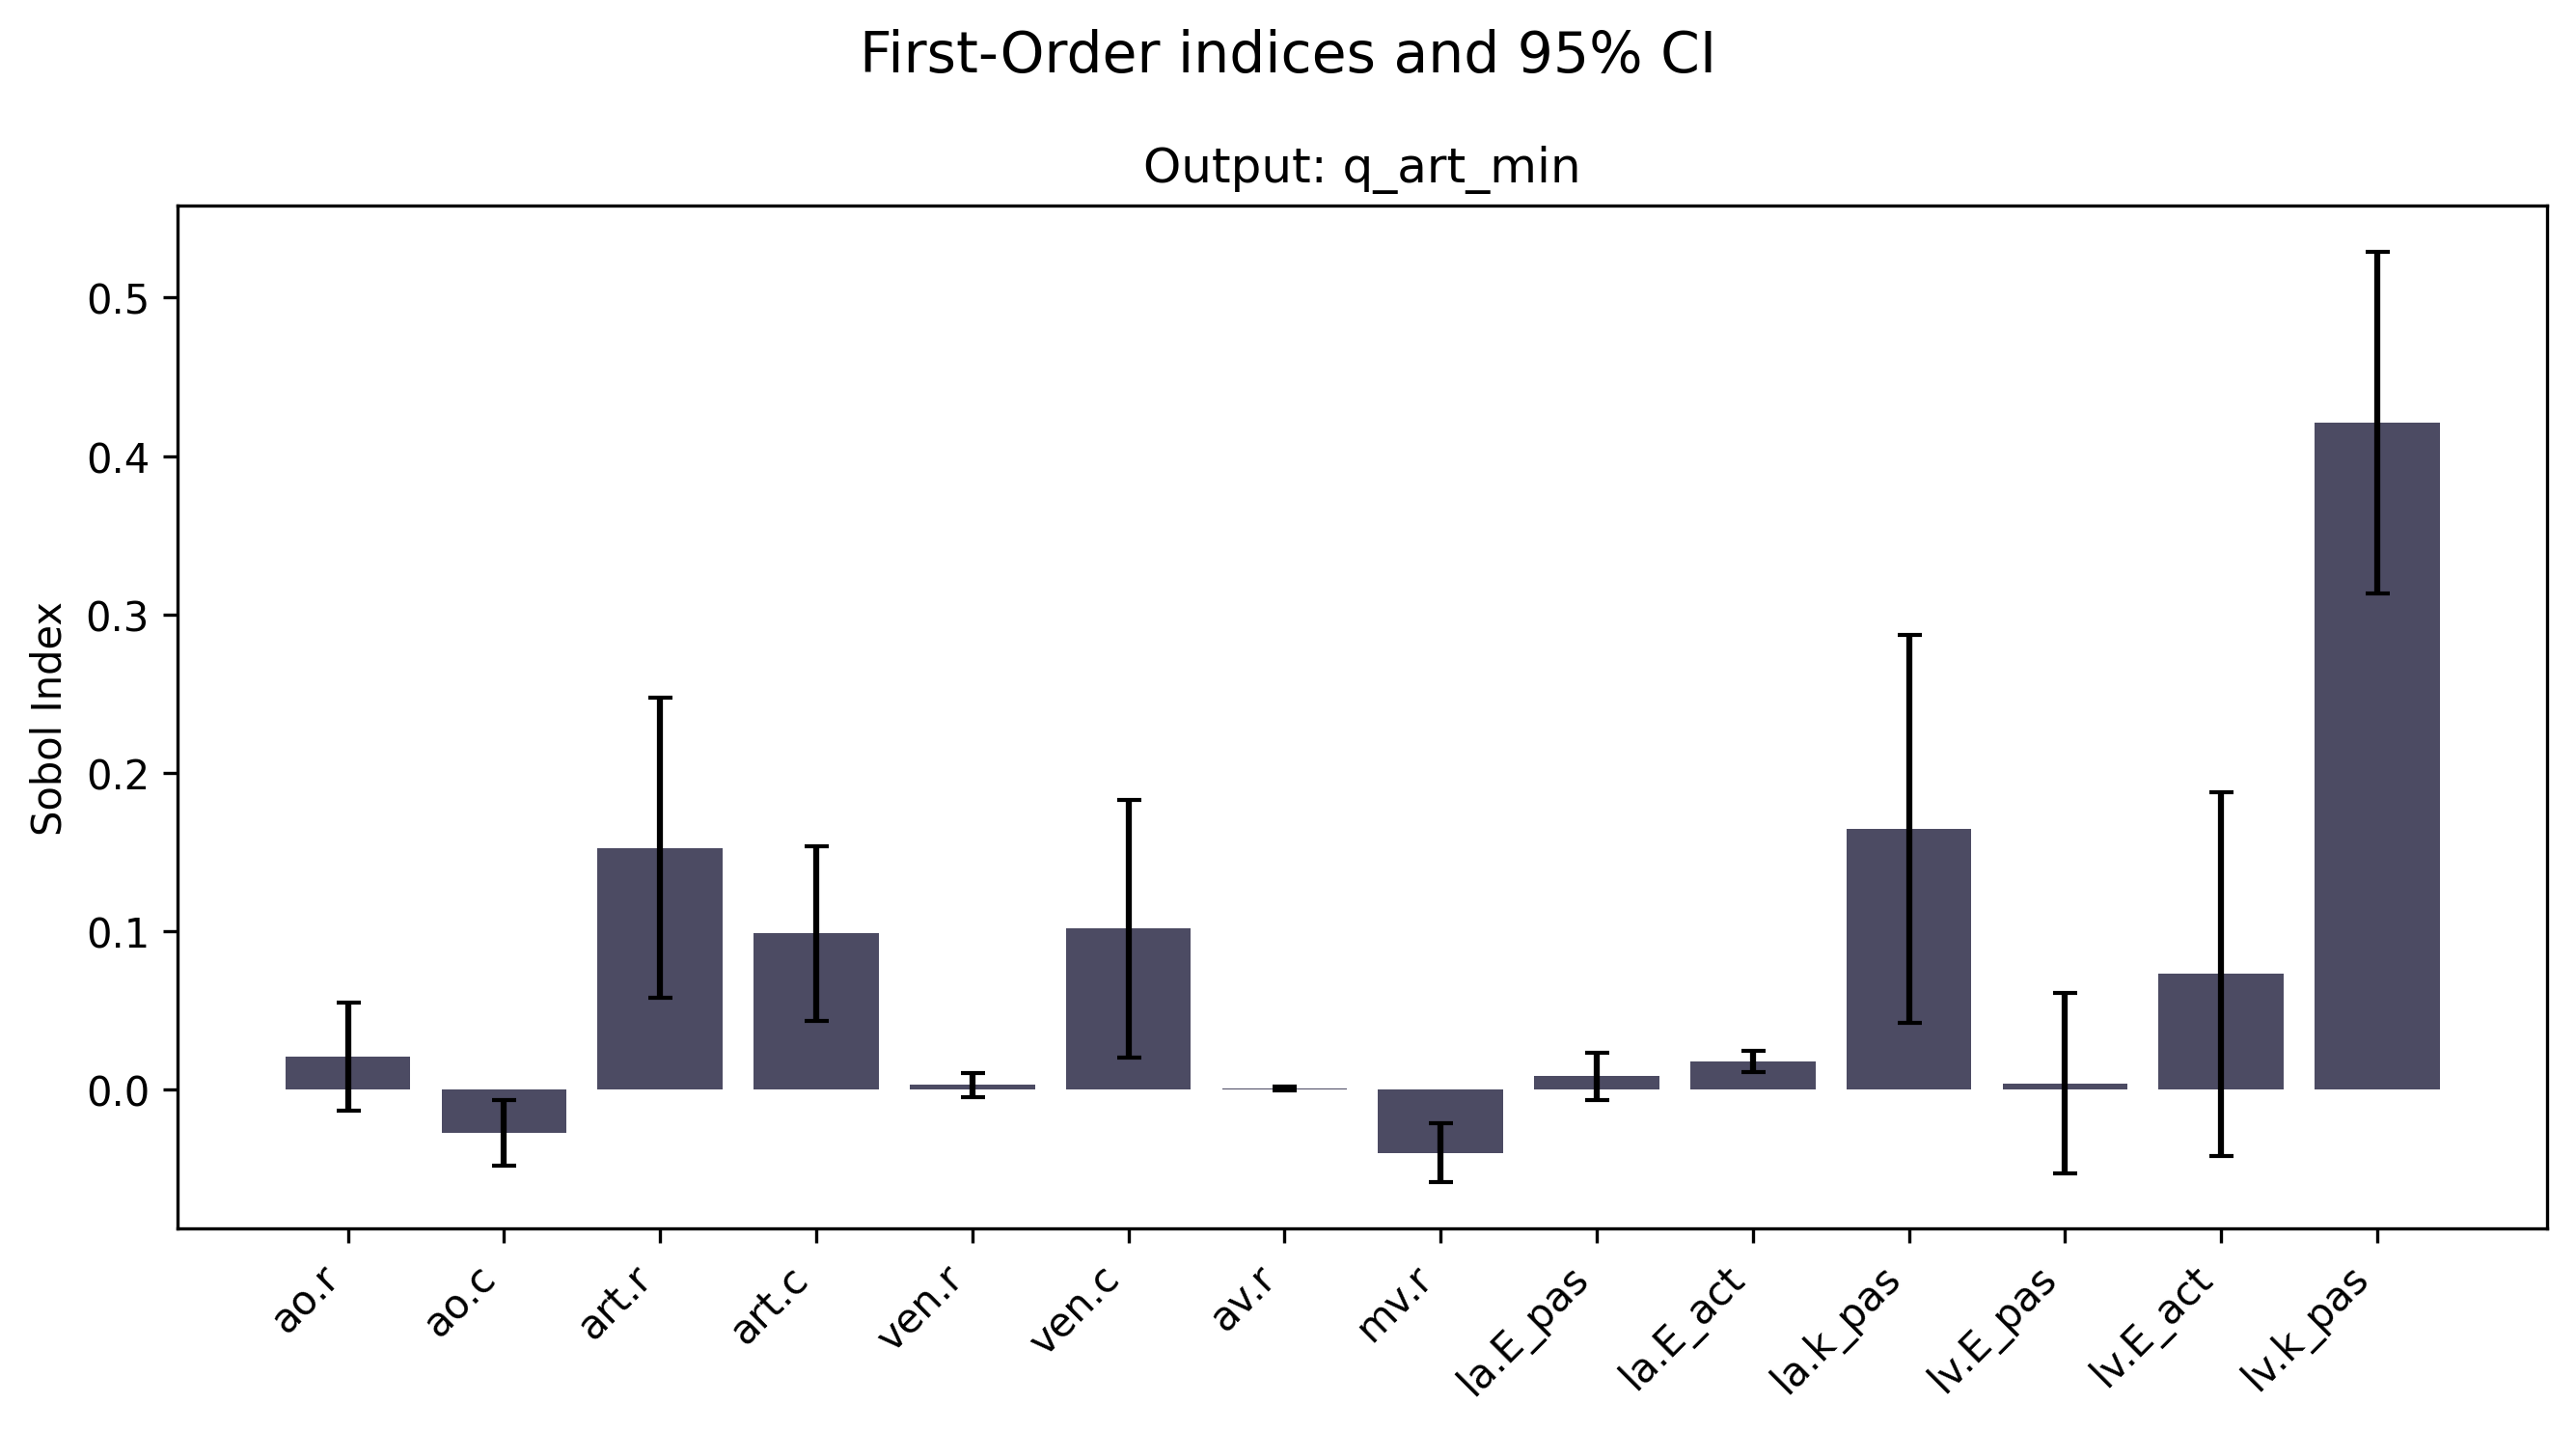 First-Order indices and 95% CI
Output: q_art_min
Sobol Index
0.5
0.4
0.3
0.2
0.1
0.0
ao.r
ao.c
art.r
art.c
ven.r
ven.c
av.r
mv.r
la.E_pas
la.E_act
la.k_pas
lv.E_pas
lv.E_act
lv.k_pas